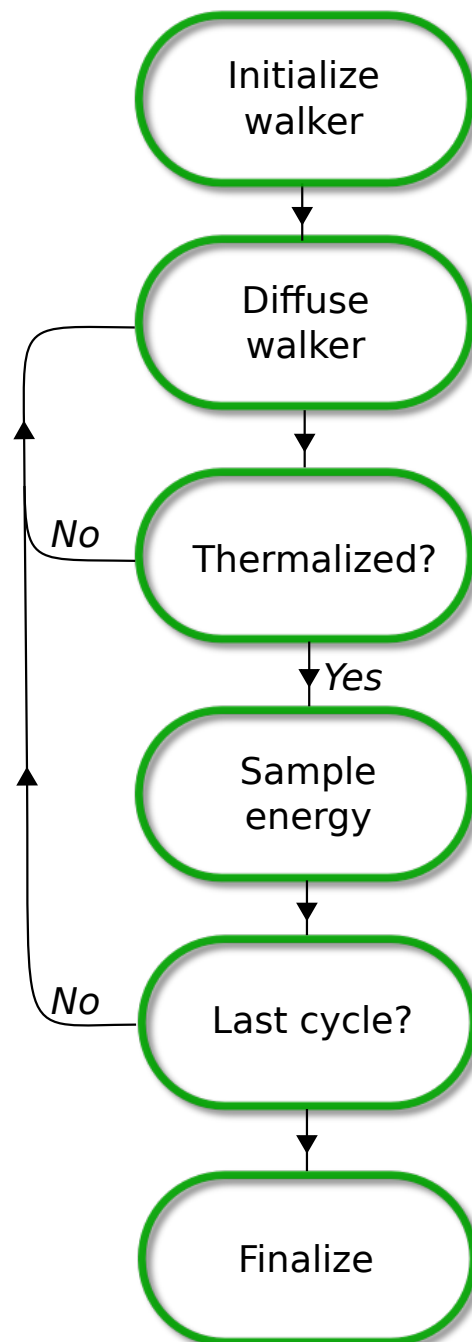 Initialize
walker
Diffuse
walker
No
Thermalized?
Yes
Sample
energy
No
Last cycle?
Finalize